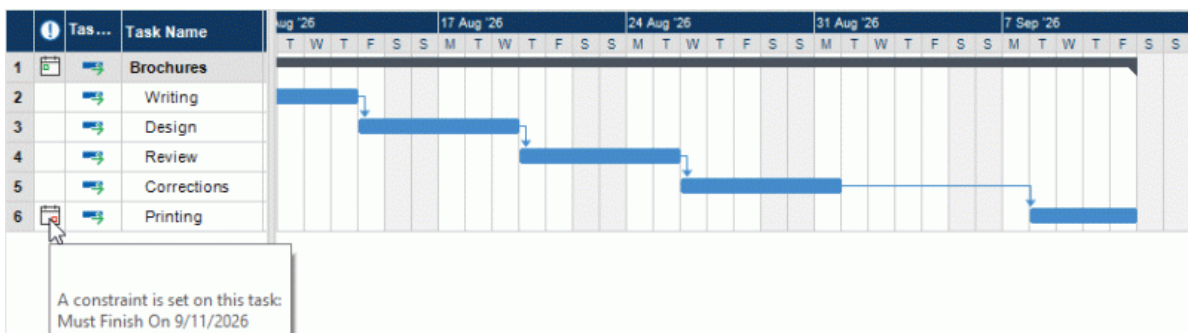 Tas... Task Name ug '26 17 Aug '26 24 Aug '26 31 Aug '26 7 Sep '26
T W T F S S M T W T F S S M T W T F S S M T W T F S S M T W T F S S
1 Brochures
2 Writing
3 Design
4 Review
5 Corrections
6 Printing
A constraint is set on this task:
Must Finish On 9/11/2026